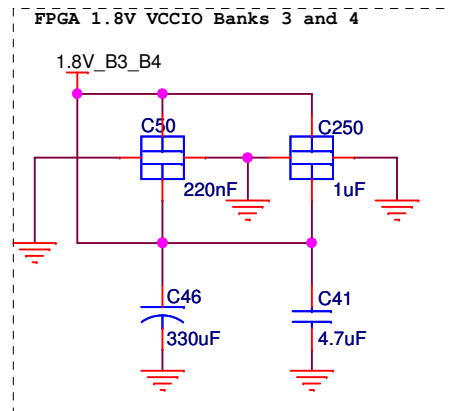 FPGA 1.8V VCCIO Banks 3 and 4
1.8V_B3_B4
C50
C250
220nF
1uF
C46
C41
330uF
4.7uF